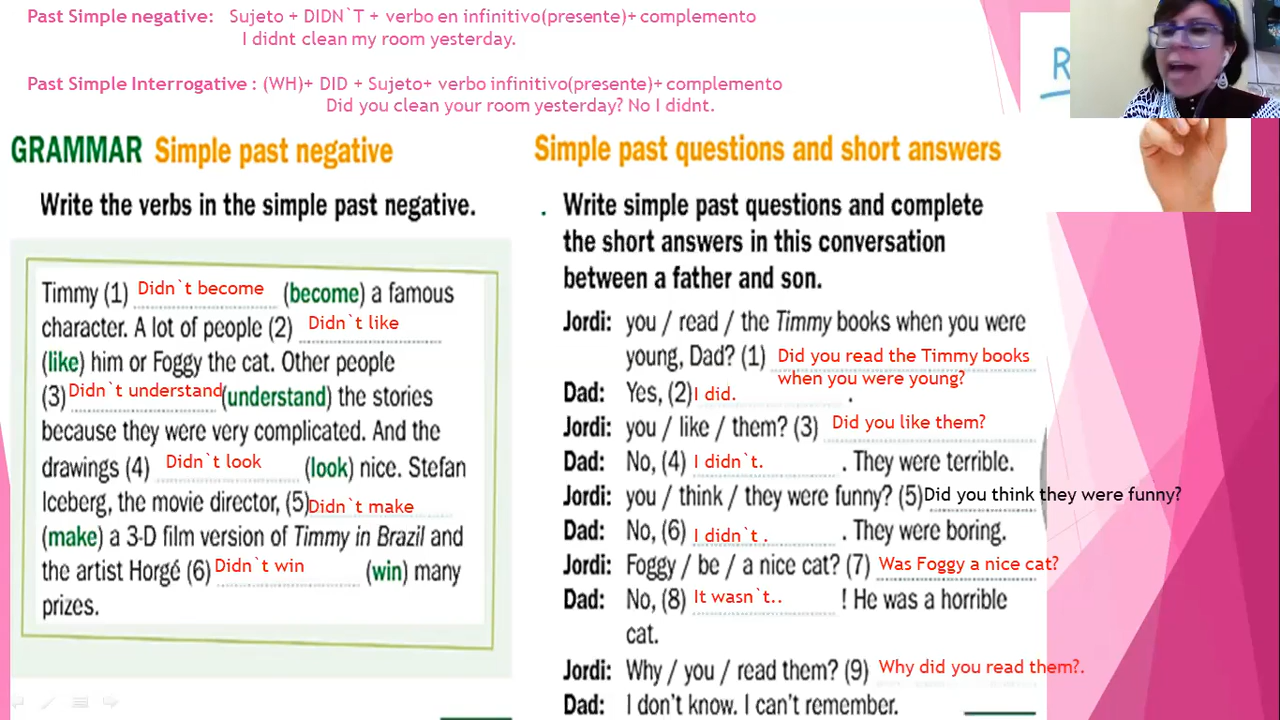 Past Simple negative: Sujeto + DIDN`T + verbo en infinitivo(presente)+ complemento
I didnt clean my room yesterday.
Past Simple Interrogative : (WH)+ DID + Sujeto+ verbo infinitivo(presente)+ complemento
Did you clean your room yesterday? No I didnt.
R
GRAMMAR Simple past negative
Write the verbs in the simple past negative.
Timmy (1) Didn`t become (become) a famous
character. A lot of people (2) Didn`t like
(like) him or Foggy the cat. Other people
(3) Didn`t understand (understand) the stories
because they were very complicated. And the
drawings (4) Didn`t look (look) nice. Stefan
Iceberg, the movie director, (5) Didn`t make
(make) a 3-D film version of Timmy in Brazil and
the artist Horgé (6) Didn`t win (win) many
prizes.
Simple past questions and short answers
. Write simple past questions and complete
the short answers in this conversation
between a father and son.
Jordi: you / read / the Timmy books when you were
young, Dad? (1) Did you read the Timmy books
when you were young?
Dad: Yes, (2) I did. .
Jordi: you / like / them? (3) Did you like them?
Dad: No, (4) I didn`t. . They were terrible.
Jordi: you / think / they were funny? (5) Did you think they were funny?
Dad: No, (6) I didn`t . . They were boring.
Jordi: Foggy / be / a nice cat? (7) Was Foggy a nice cat?
Dad: No, (8) It wasn`t.. ! He was a horrible
cat.
Jordi: Why / you / read them? (9) Why did you read them?.
Dad: I don't know. I can't remember.